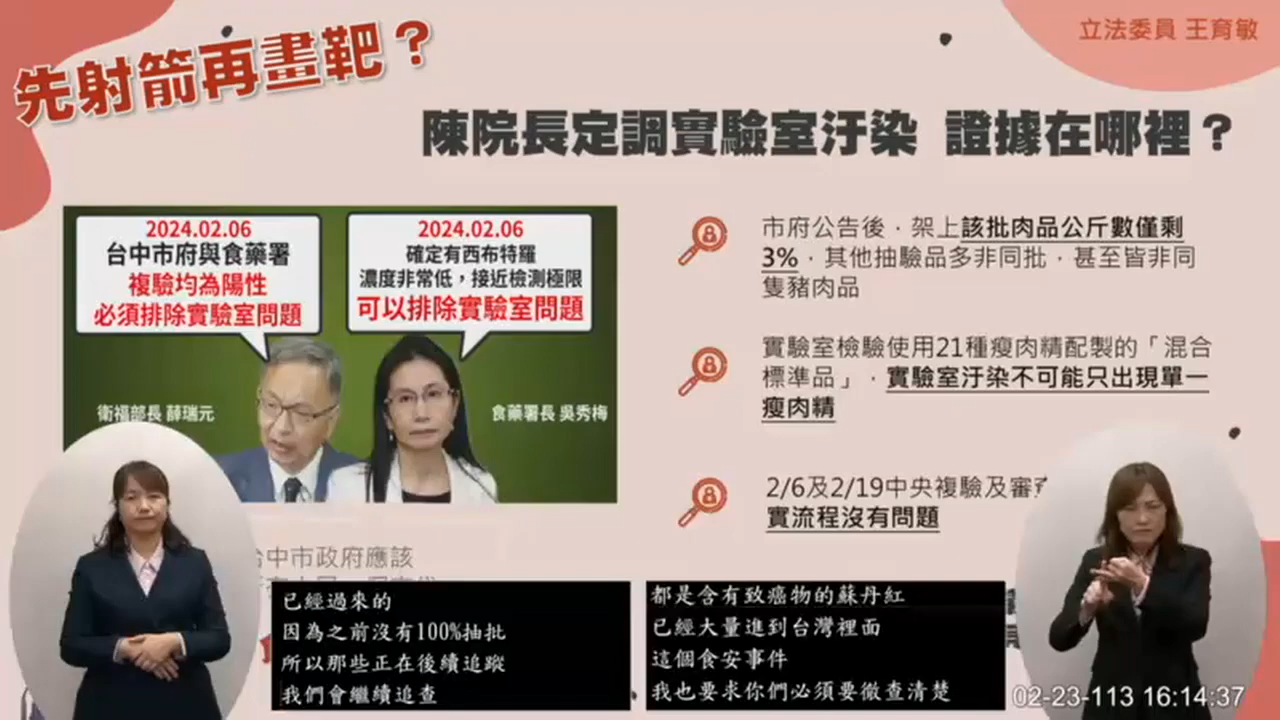 立法委員 王育敏
先射箭再畫靶？
陳院長定調實驗室汙染 證據在哪裡？
2024.02.06
台中市府與食藥署
複驗均為陽性
必須排除實驗室問題
2024.02.06
確定有西布特羅
濃度非常低，接近檢測極限
可以排除實驗室問題
衛福部長 薛瑞元
食藥署長 吳秀梅
市府公告後，架上該批肉品公斤數僅剩
3%，其他抽驗品多非同批，甚至皆非同
隻豬肉品
實驗室檢驗使用21種瘦肉精配製的「混合
標準品」，實驗室汙染不可能只出現單一
瘦肉精
2/6及2/19中央複驗及審
實流程沒有問題
台中市政府應該
已經過來的
因為之前沒有100%抽批
所以那些正在後續追蹤
我們會繼續追查
都是含有致癌物的蘇丹紅
已經大量進到台灣裡面
這個食安事件
我也要求你們必須要徹查清楚
02-23-113 16:14:37